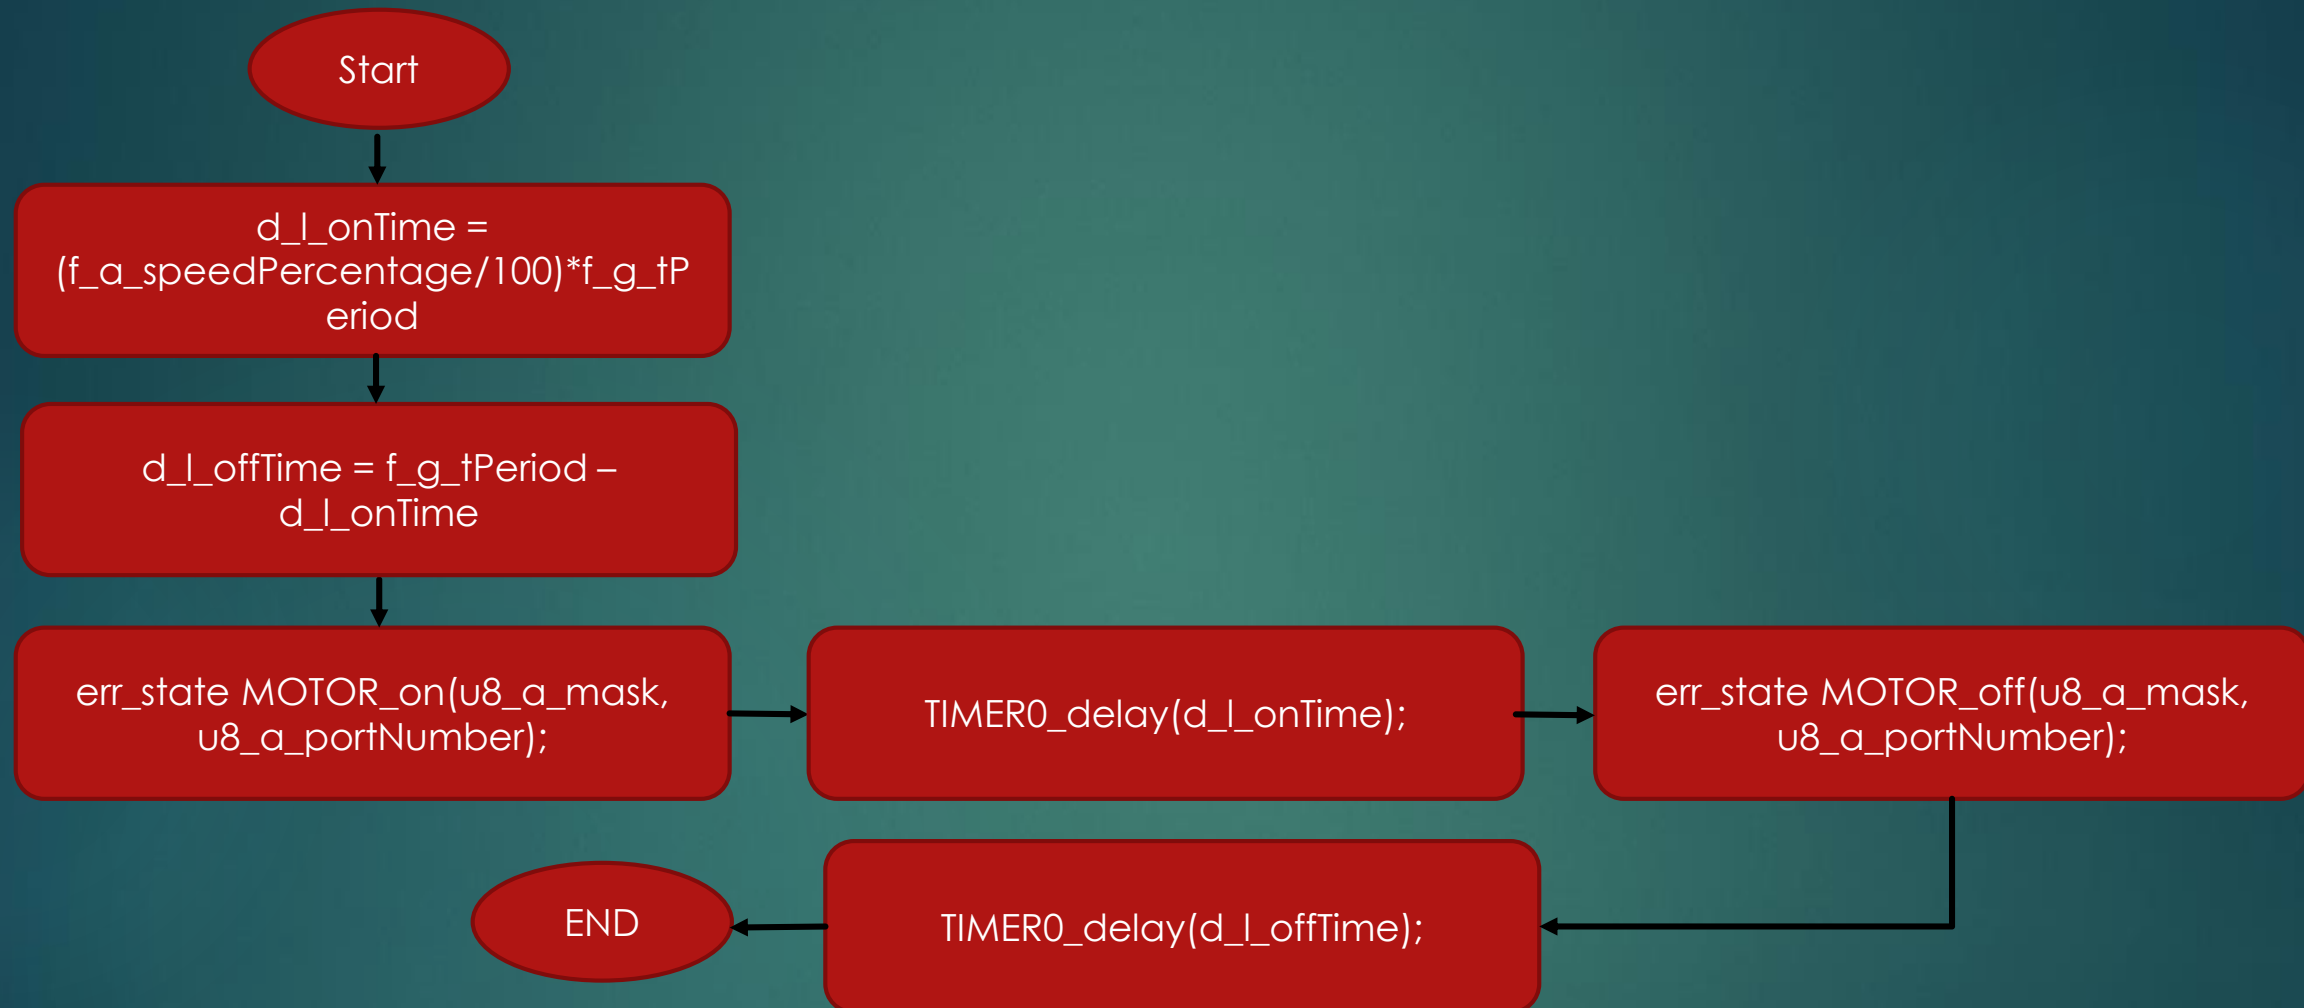 Start
d_l_onTime =
(f_a_speedPercentage/100)*f_g_tP
eriod
d_l_offTime = f_g_tPeriod –
d_l_onTime
err_state MOTOR_on(u8_a_mask,
u8_a_portNumber);
TIMER0_delay(d_l_onTime);
err_state MOTOR_off(u8_a_mask,
u8_a_portNumber);
TIMER0_delay(d_l_offTime);
END